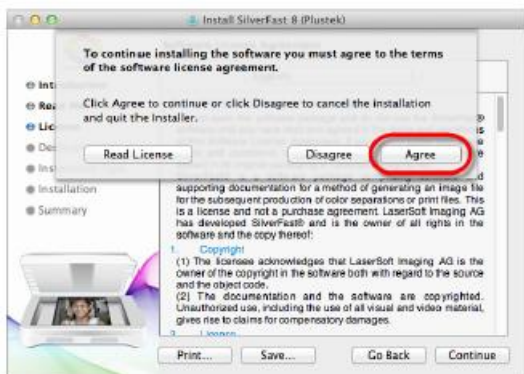 Install SilverFast 8 (Plustek)
To continue installing the software you must agree to the terms
of the software license agreement.
Click Agree to continue or click Disagree to cancel the installation
and quit the Installer.
Read License
Disagree
Agree
Int
Rea
Lic
Des
Ins
Installation
Summary
supporting documentation for a method of generating an image file
for the subsequent production of color separations or print files. This
is a license and not a purchase agreement. LaserSoft Imaging AG
has developed SilverFast® and is the owner of all rights in the
software and the copy thereof:
1. Copyright
(1) The licensee acknowledges that LaserSoft Imaging AG is the
owner of the copyright in the software both with regard to the source
and the object code.
(2) The documentation and the software are copyrighted.
Unauthorized use, including the use of all visual and video material,
gives rise to claims for compensatory damages.
Print...
Save...
Go Back
Continue